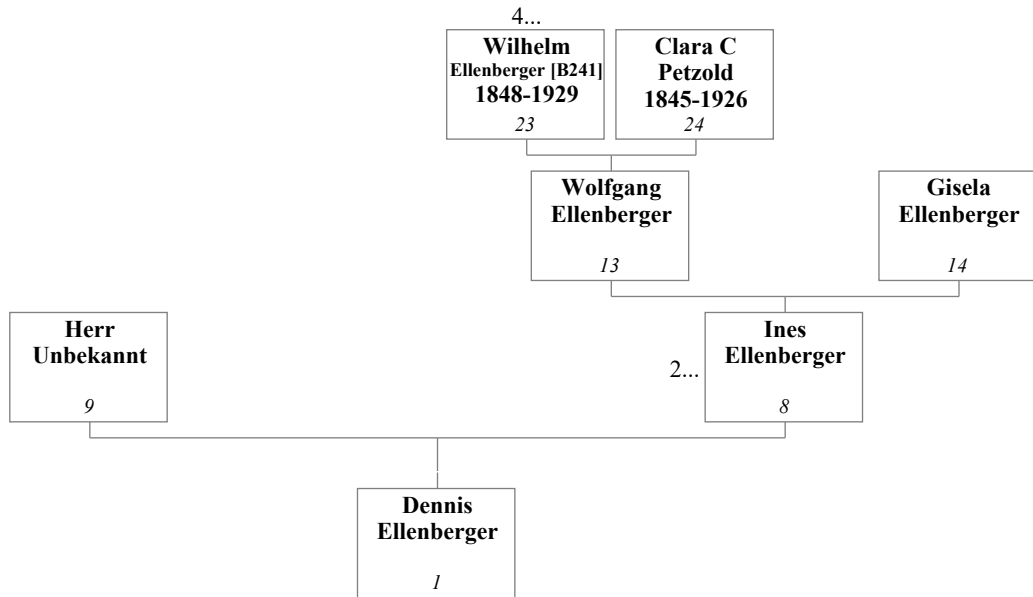 4...
Wilhelm
Ellenberger [B241]
1848-1929
23
Clara C
Petzold
1845-1926
24
Wolfgang
Ellenberger
13
Gisela
Ellenberger
14
Herr
Unbekannt
9
2...
Ines
Ellenberger
8
Dennis
Ellenberger
1